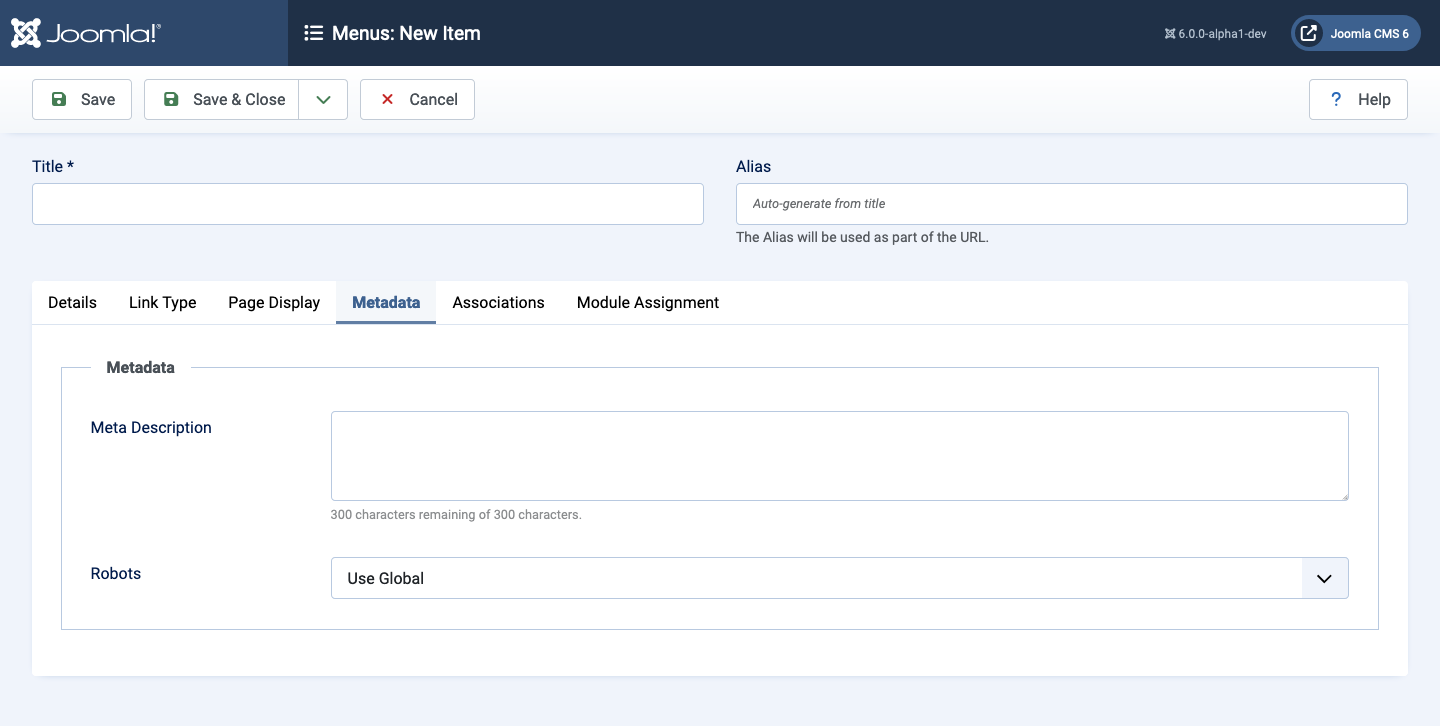 Joomla!®
Menus: New Item
6.0.0-alpha1-dev
Joomla CMS 6
Save
Save & Close
Cancel
? Help
Title *
Alias
Auto-generate from title
The Alias will be used as part of the URL.
Details Link Type Page Display Metadata Associations Module Assignment
Metadata
Meta Description
300 characters remaining of 300 characters.
Robots
Use Global